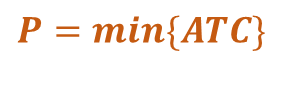 P = min{ATC}